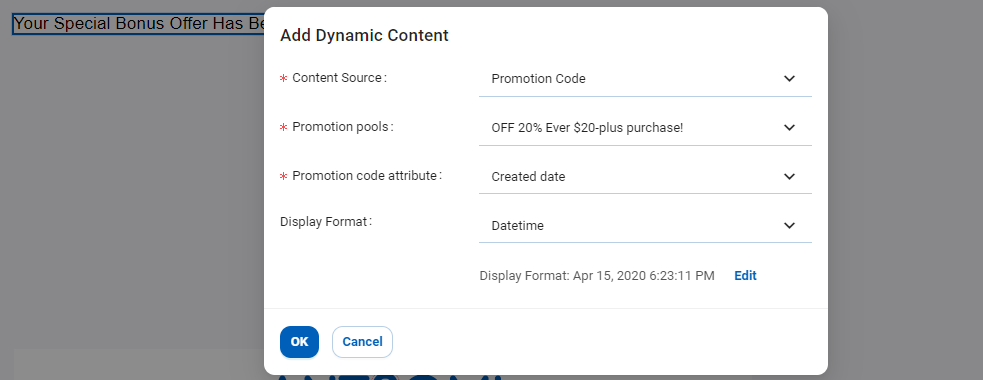 Your Special Bonus Offer Has Be
Add Dynamic Content
* Content Source:
Promotion Code
* Promotion pools:
OFF 20% Ever $20-plus purchase!
* Promotion code attribute:
Created date
Display Format:
Datetime
Display Format: Apr 15, 2020 6:23:11 PM Edit
OK Cancel